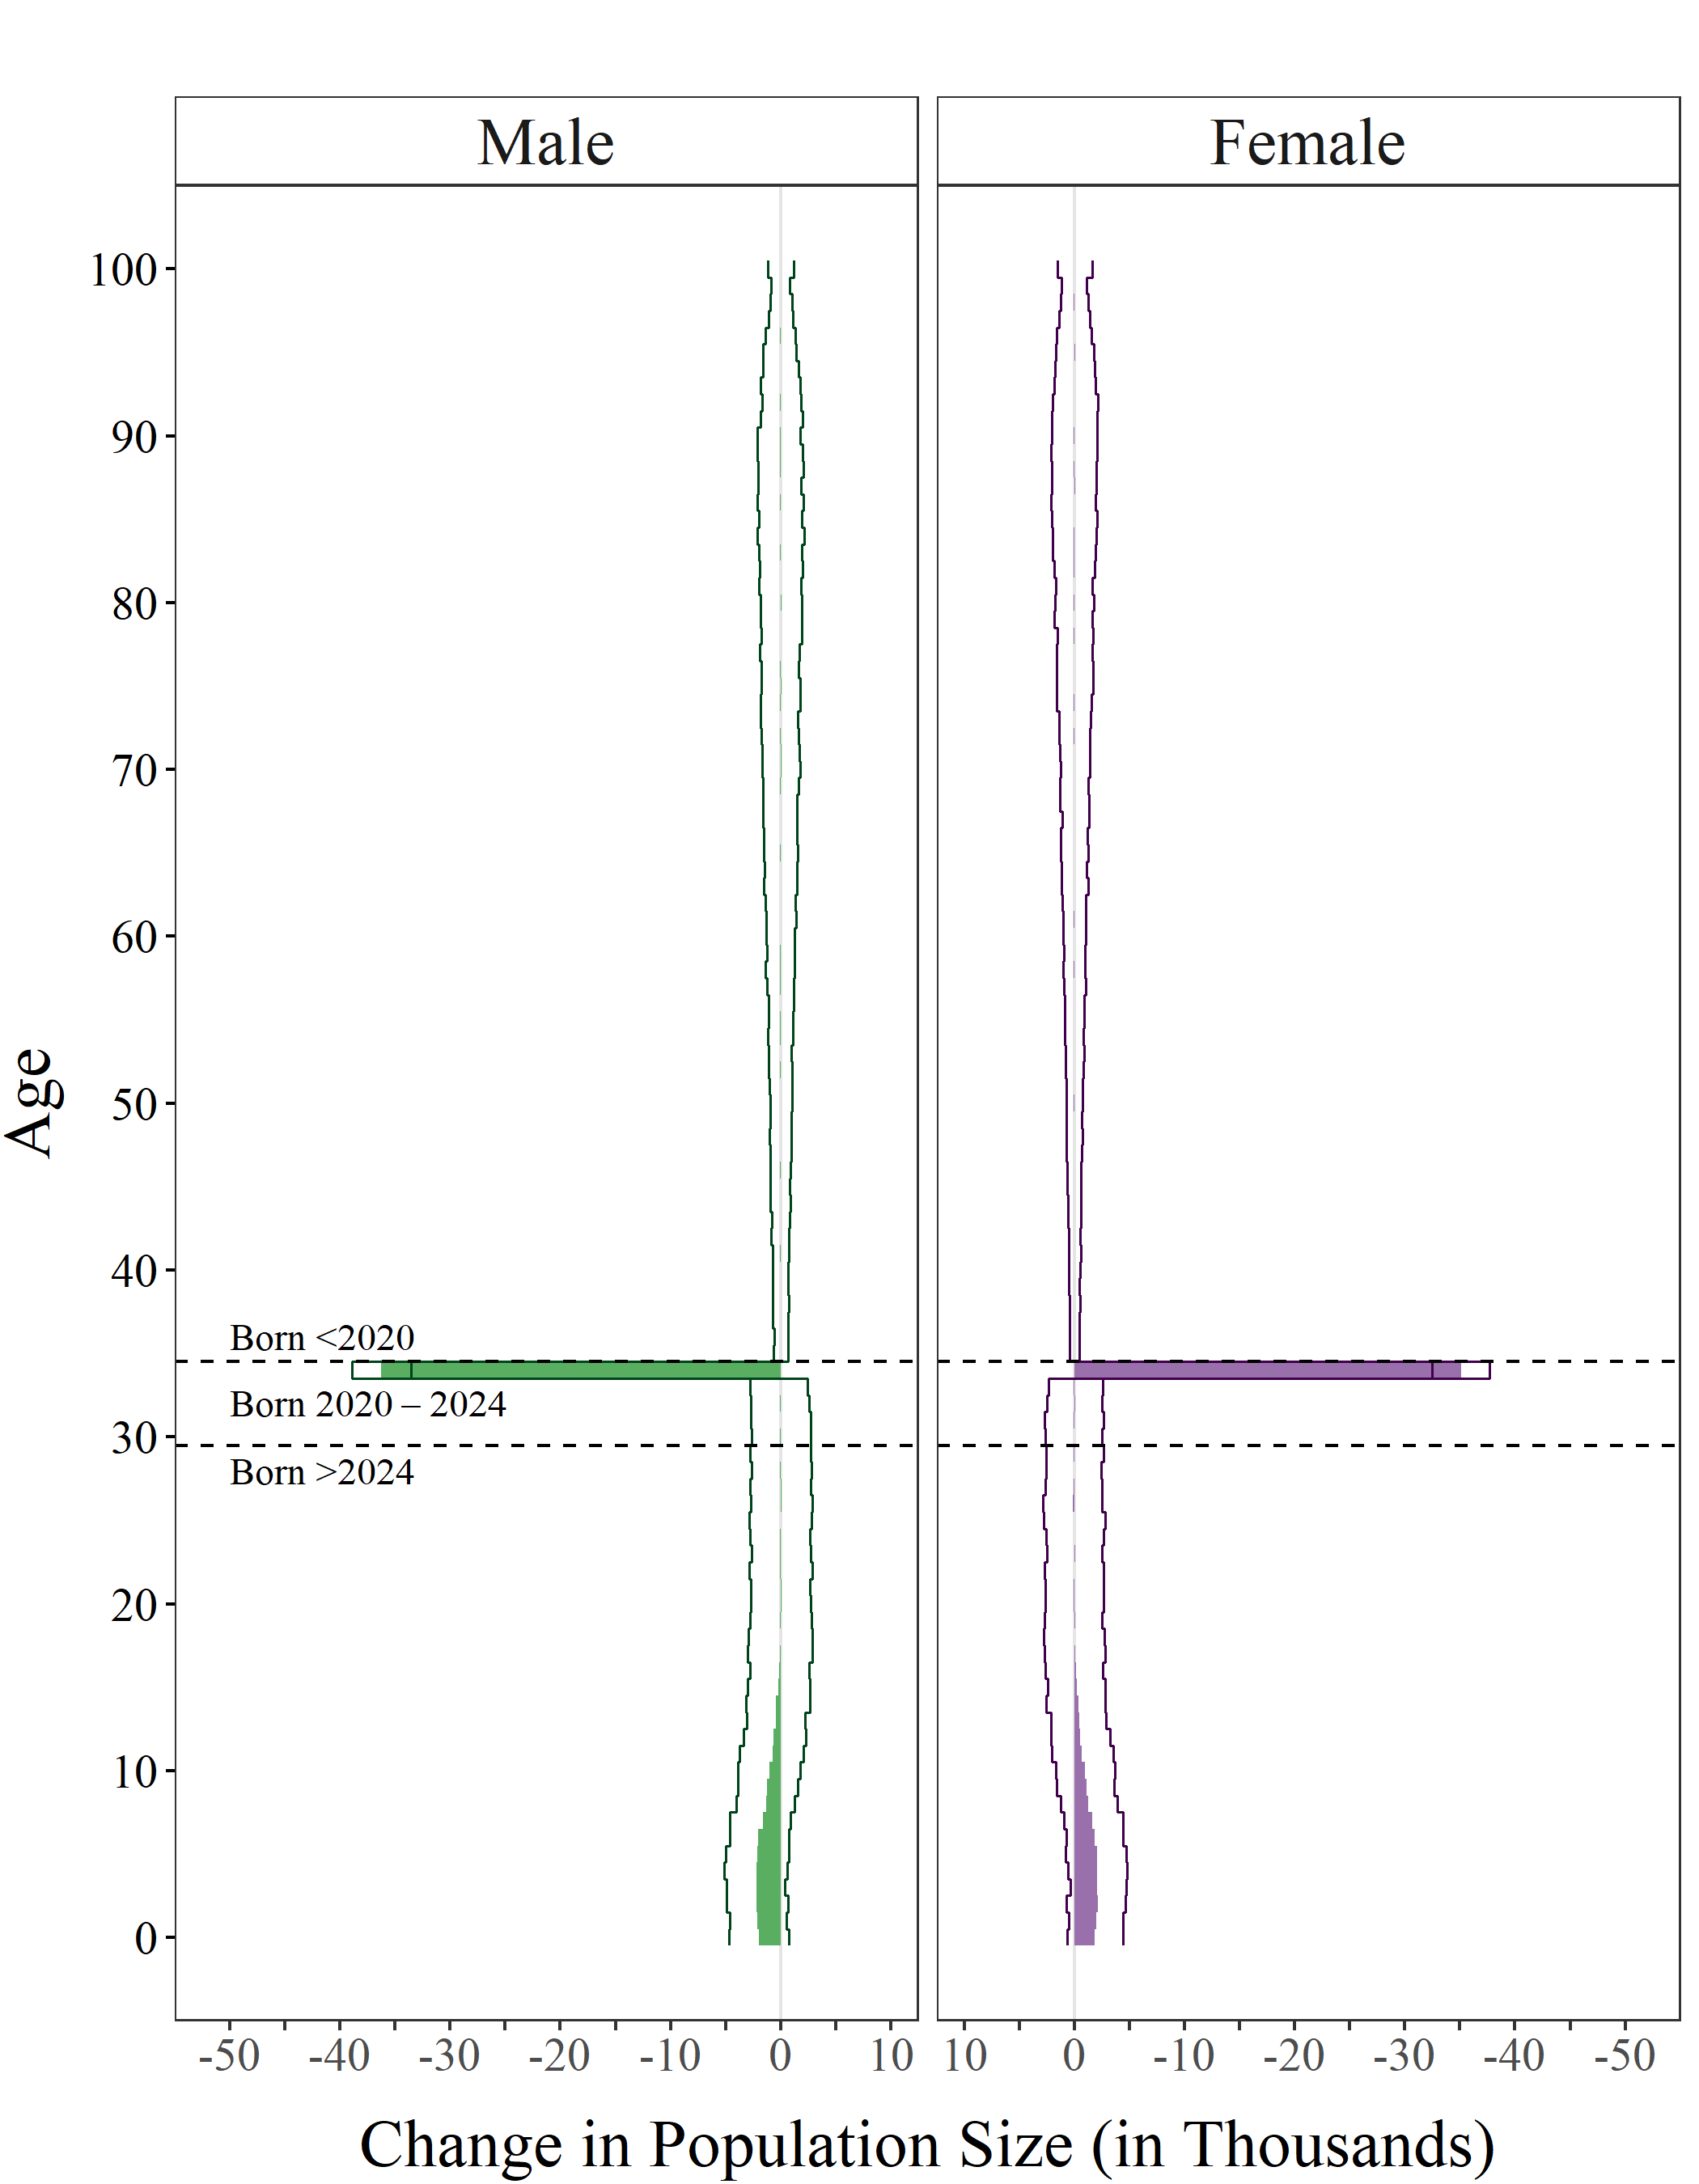 Male
Female
100
90
80
70
60
50
40
30
20
10
0
Age
Born <2020
Born 2020 – 2024
Born >2024
-50 -40 -30 -20 -10 0 10
10 0 -10 -20 -30 -40 -50
Change in Population Size (in Thousands)